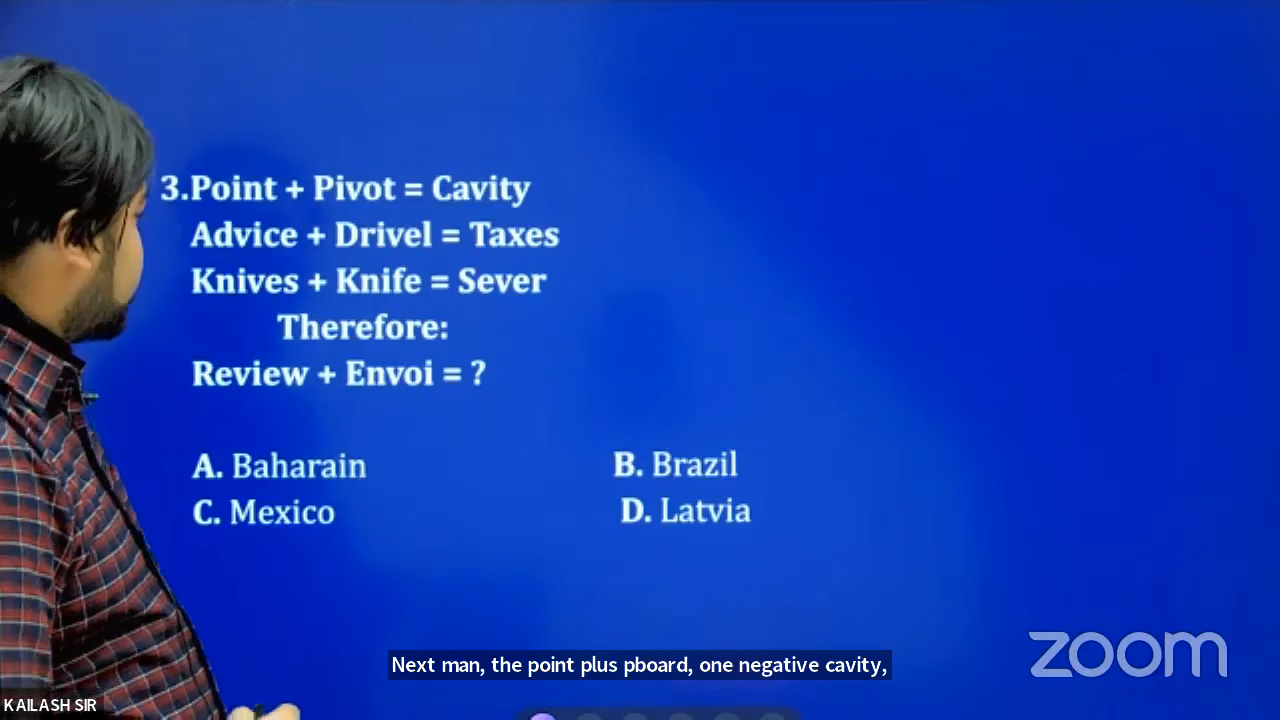 3.Point + Pivot = Cavity
Advice + Drivel = Taxes
Knives + Knife = Sever
Therefore:
Review + Envoi = ?
A. Baharain
B. Brazil
C. Mexico
D. Latvia
Next man, the point plus pboard, one negative cavity,
zoom
KAILASH SIR